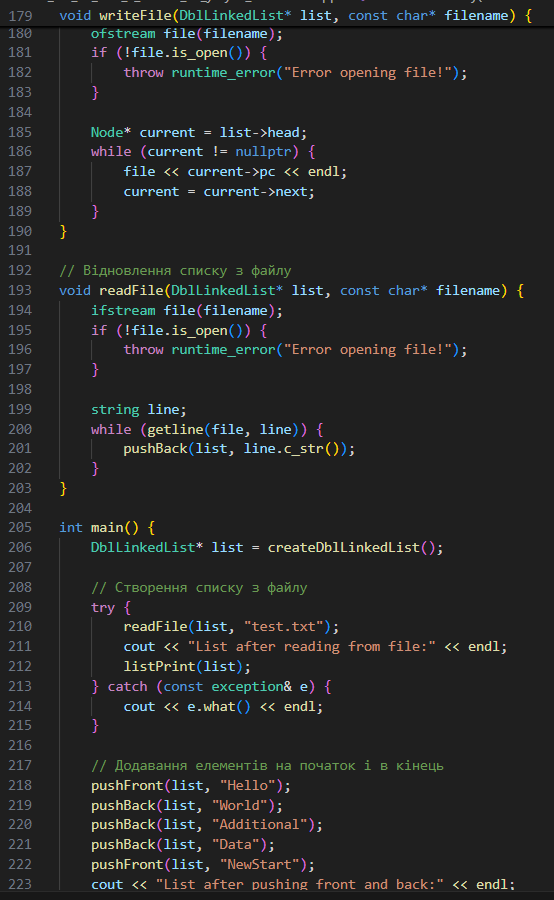 179 void writeFile(DblLinkedList* list, const char* filename) {
180     ofstream file(filename);
181     if (!file.is_open()) {
182         throw runtime_error("Error opening file!");
183     }
184
185     Node* current = list->head;
186     while (current != nullptr) {
187         file << current->pc << endl;
188         current = current->next;
189     }
190 }
191
192 // Відновлення списку з файлу
193 void readFile(DblLinkedList* list, const char* filename) {
194     ifstream file(filename);
195     if (!file.is_open()) {
196         throw runtime_error("Error opening file!");
197     }
198
199     string line;
200     while (getline(file, line)) {
201         pushBack(list, line.c_str());
202     }
203 }
204
205 int main() {
206     DblLinkedList* list = createDblLinkedList();
207
208     // Створення списку з файлу
209     try {
210         readFile(list, "test.txt");
211         cout << "List after reading from file:" << endl;
212         listPrint(list);
213     } catch (const exception& e) {
214         cout << e.what() << endl;
215     }
216
217     // Додавання елементів на початок і в кінець
218     pushFront(list, "Hello");
219     pushBack(list, "World");
220     pushBack(list, "Additional");
221     pushBack(list, "Data");
222     pushFront(list, "NewStart");
223     cout << "List after pushing front and back:" << endl;